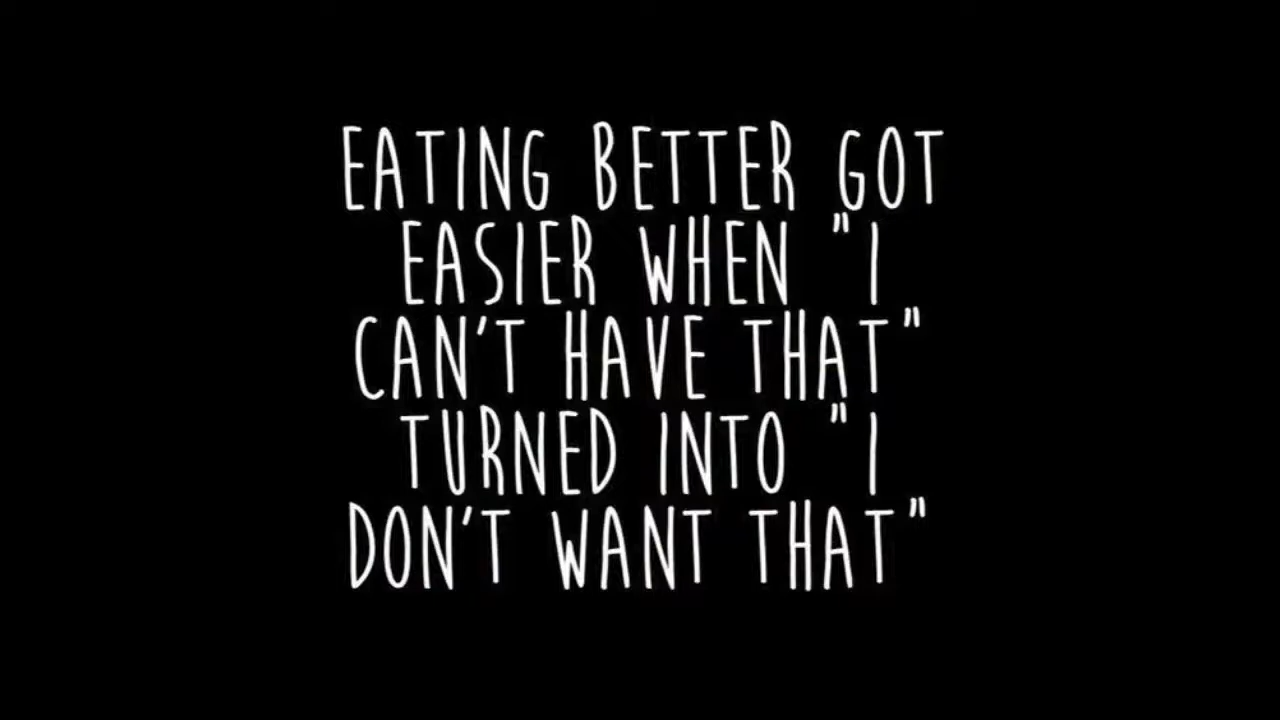 EATING BETTER GOT
EASIER WHEN "I
CAN'T HAVE THAT"
TURNED INTO "I
DON'T WANT THAT"